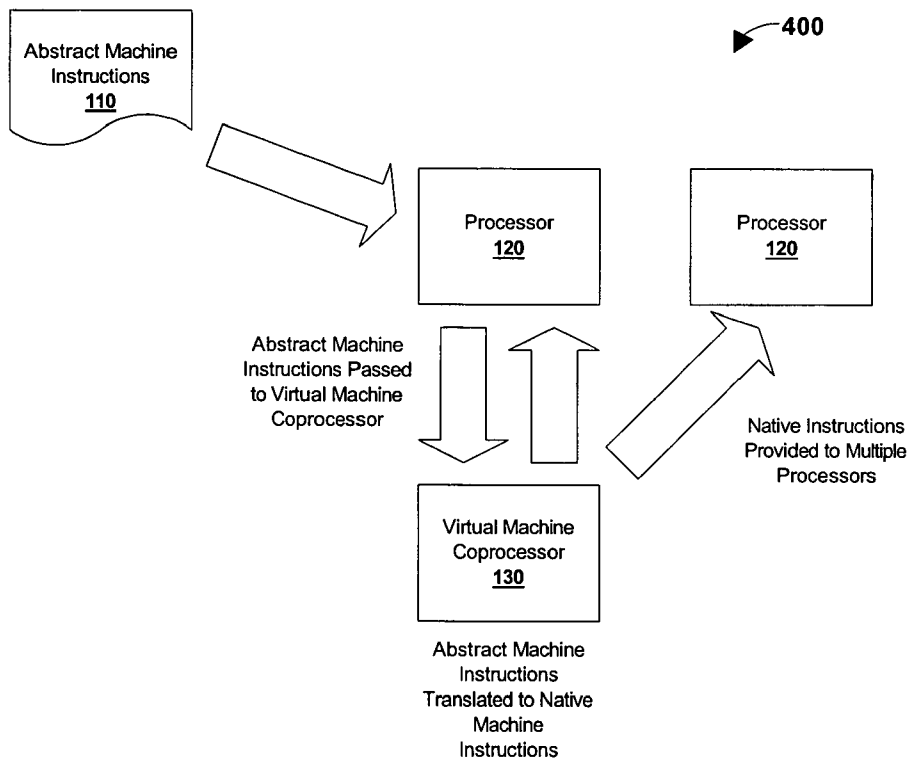 400
Abstract Machine
Instructions
110
Processor
120
Processor
120
Abstract Machine
Instructions Passed
to Virtual Machine
Coprocessor
Native Instructions
Provided to Multiple
Processors
Virtual Machine
Coprocessor
130
Abstract Machine
Instructions
Translated to Native
Machine
Instructions